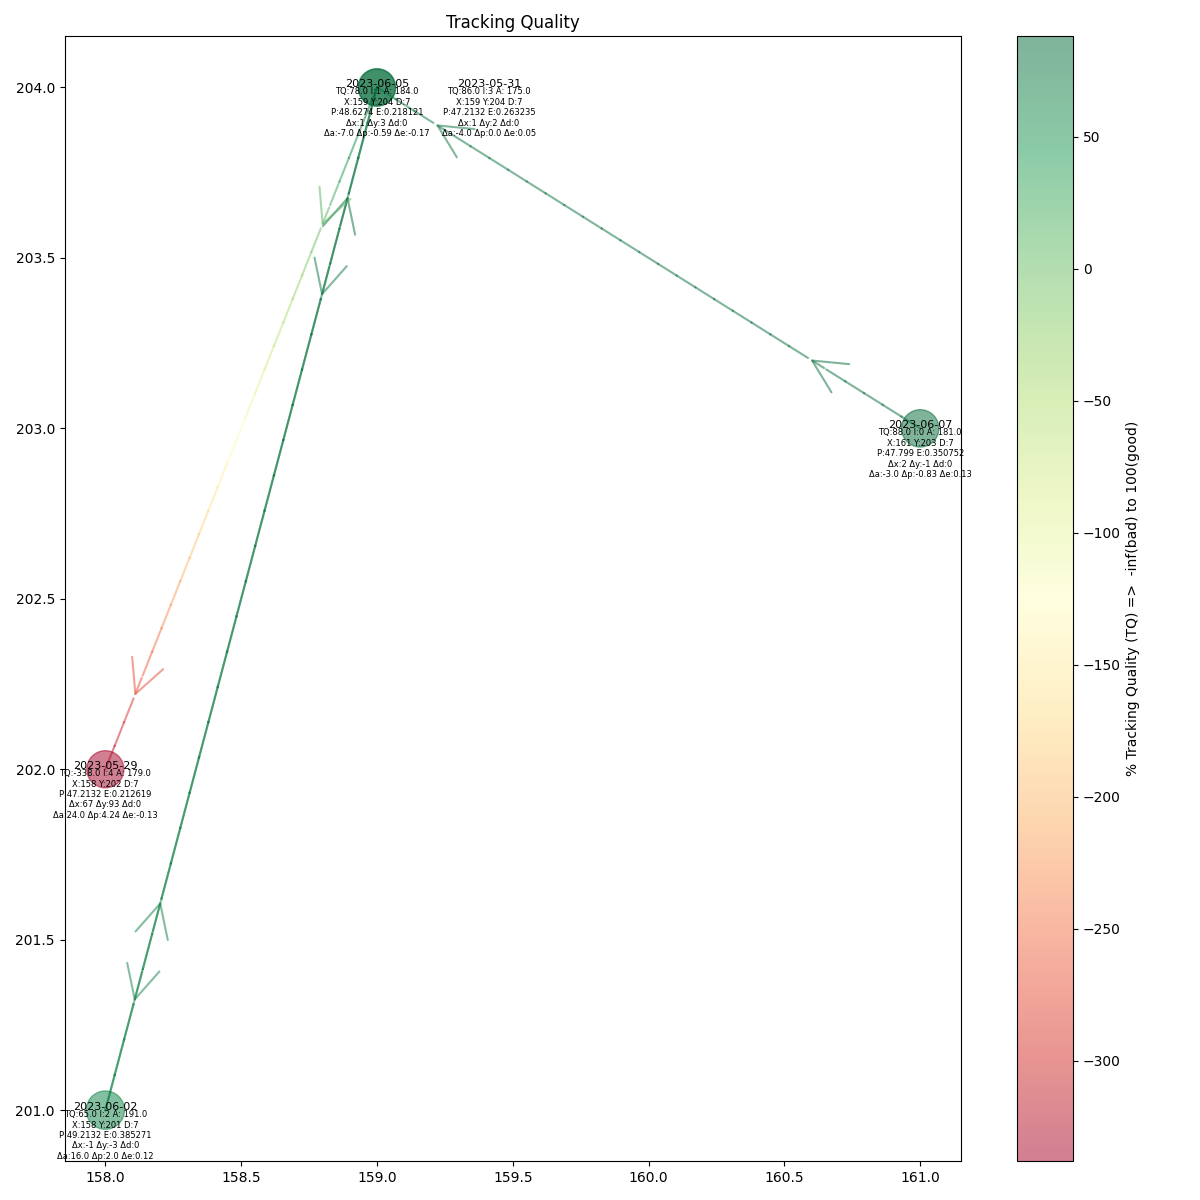 Tracking Quality
204.0
203.5
203.0
202.5
202.0
201.5
201.0
158.0
158.5
159.0
159.5
160.0
160.5
161.0
2023-06-05
TQ:78.0 I:1 A: 184.0
X:159 Y:204 D:7
P:48.6274 E:0.218121
Δx:1 Δy:3 Δd:0
Δa:-7.0 Δp:-0.59 Δe:-0.17
2023-05-31
TQ:86.0 I:3 A: 175.0
X:159 Y:204 D:7
P:47.2132 E:0.263235
Δx:1 Δy:2 Δd:0
Δa:-4.0 Δp:0.0 Δe:0.05
2023-06-07
TQ:88.0 I:0 A: 181.0
X:161 Y:203 D:7
P:47.799 E:0.350752
Δx:2 Δy:-1 Δd:0
Δa:-3.0 Δp:-0.83 Δe:0.13
2023-05-29
TQ:-338.0 I:4 A: 179.0
X:158 Y:202 D:7
P:47.2132 E:0.212619
Δx:67 Δy:93 Δd:0
Δa:24.0 Δp:4.24 Δe:-0.13
2023-06-02
TQ:65.0 I:2 A: 191.0
X:158 Y:201 D:7
P:49.2132 E:0.385271
Δx:-1 Δy:-3 Δd:0
Δa:16.0 Δp:2.0 Δe:0.12
50
0
−50
−100
−150
−200
−250
−300
% Tracking Quality (TQ) => -inf(bad) to 100(good)